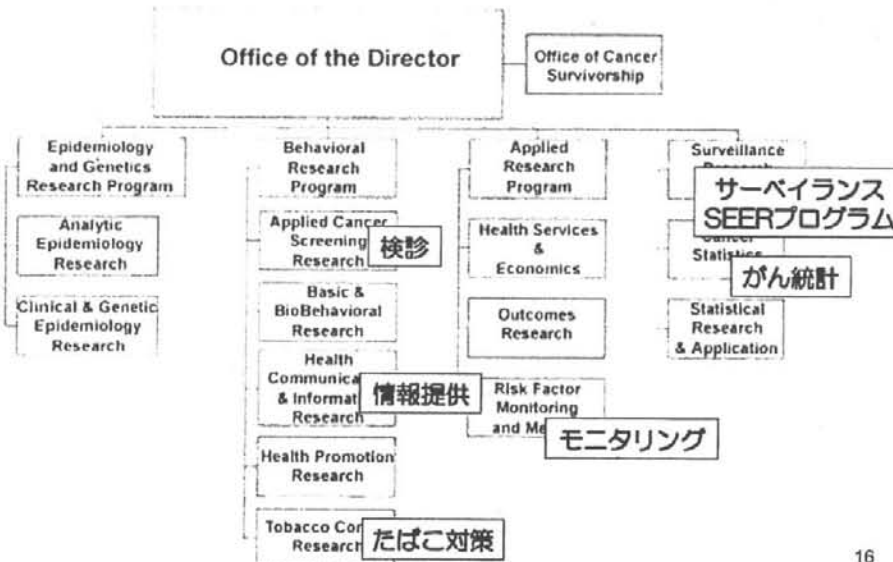 Office of the Director
Office of Cancer
Survivorship
Epidemiology
and Genetics
Research Program
Analytic
Epidemiology
Research
Clinical & Genetic
Epidemiology
Research
Behavioral
Research
Program
Applied Cancer
Screening
Research
検診
Basic &
BioBehavioral
Research
Health
& Informat
Research
情報提供
Health Promotion
Research
Tobacco
Research
たばこ対策
Applied
Research
Program
Health Services
&
Economics
Outcomes
Research
Risk Factor
Monitoring
and
モニタリング
Surveillance
サーベイランス
SEERプログラム
Cancer
Statistics
がん統計
Statistical
Research
& Application
16